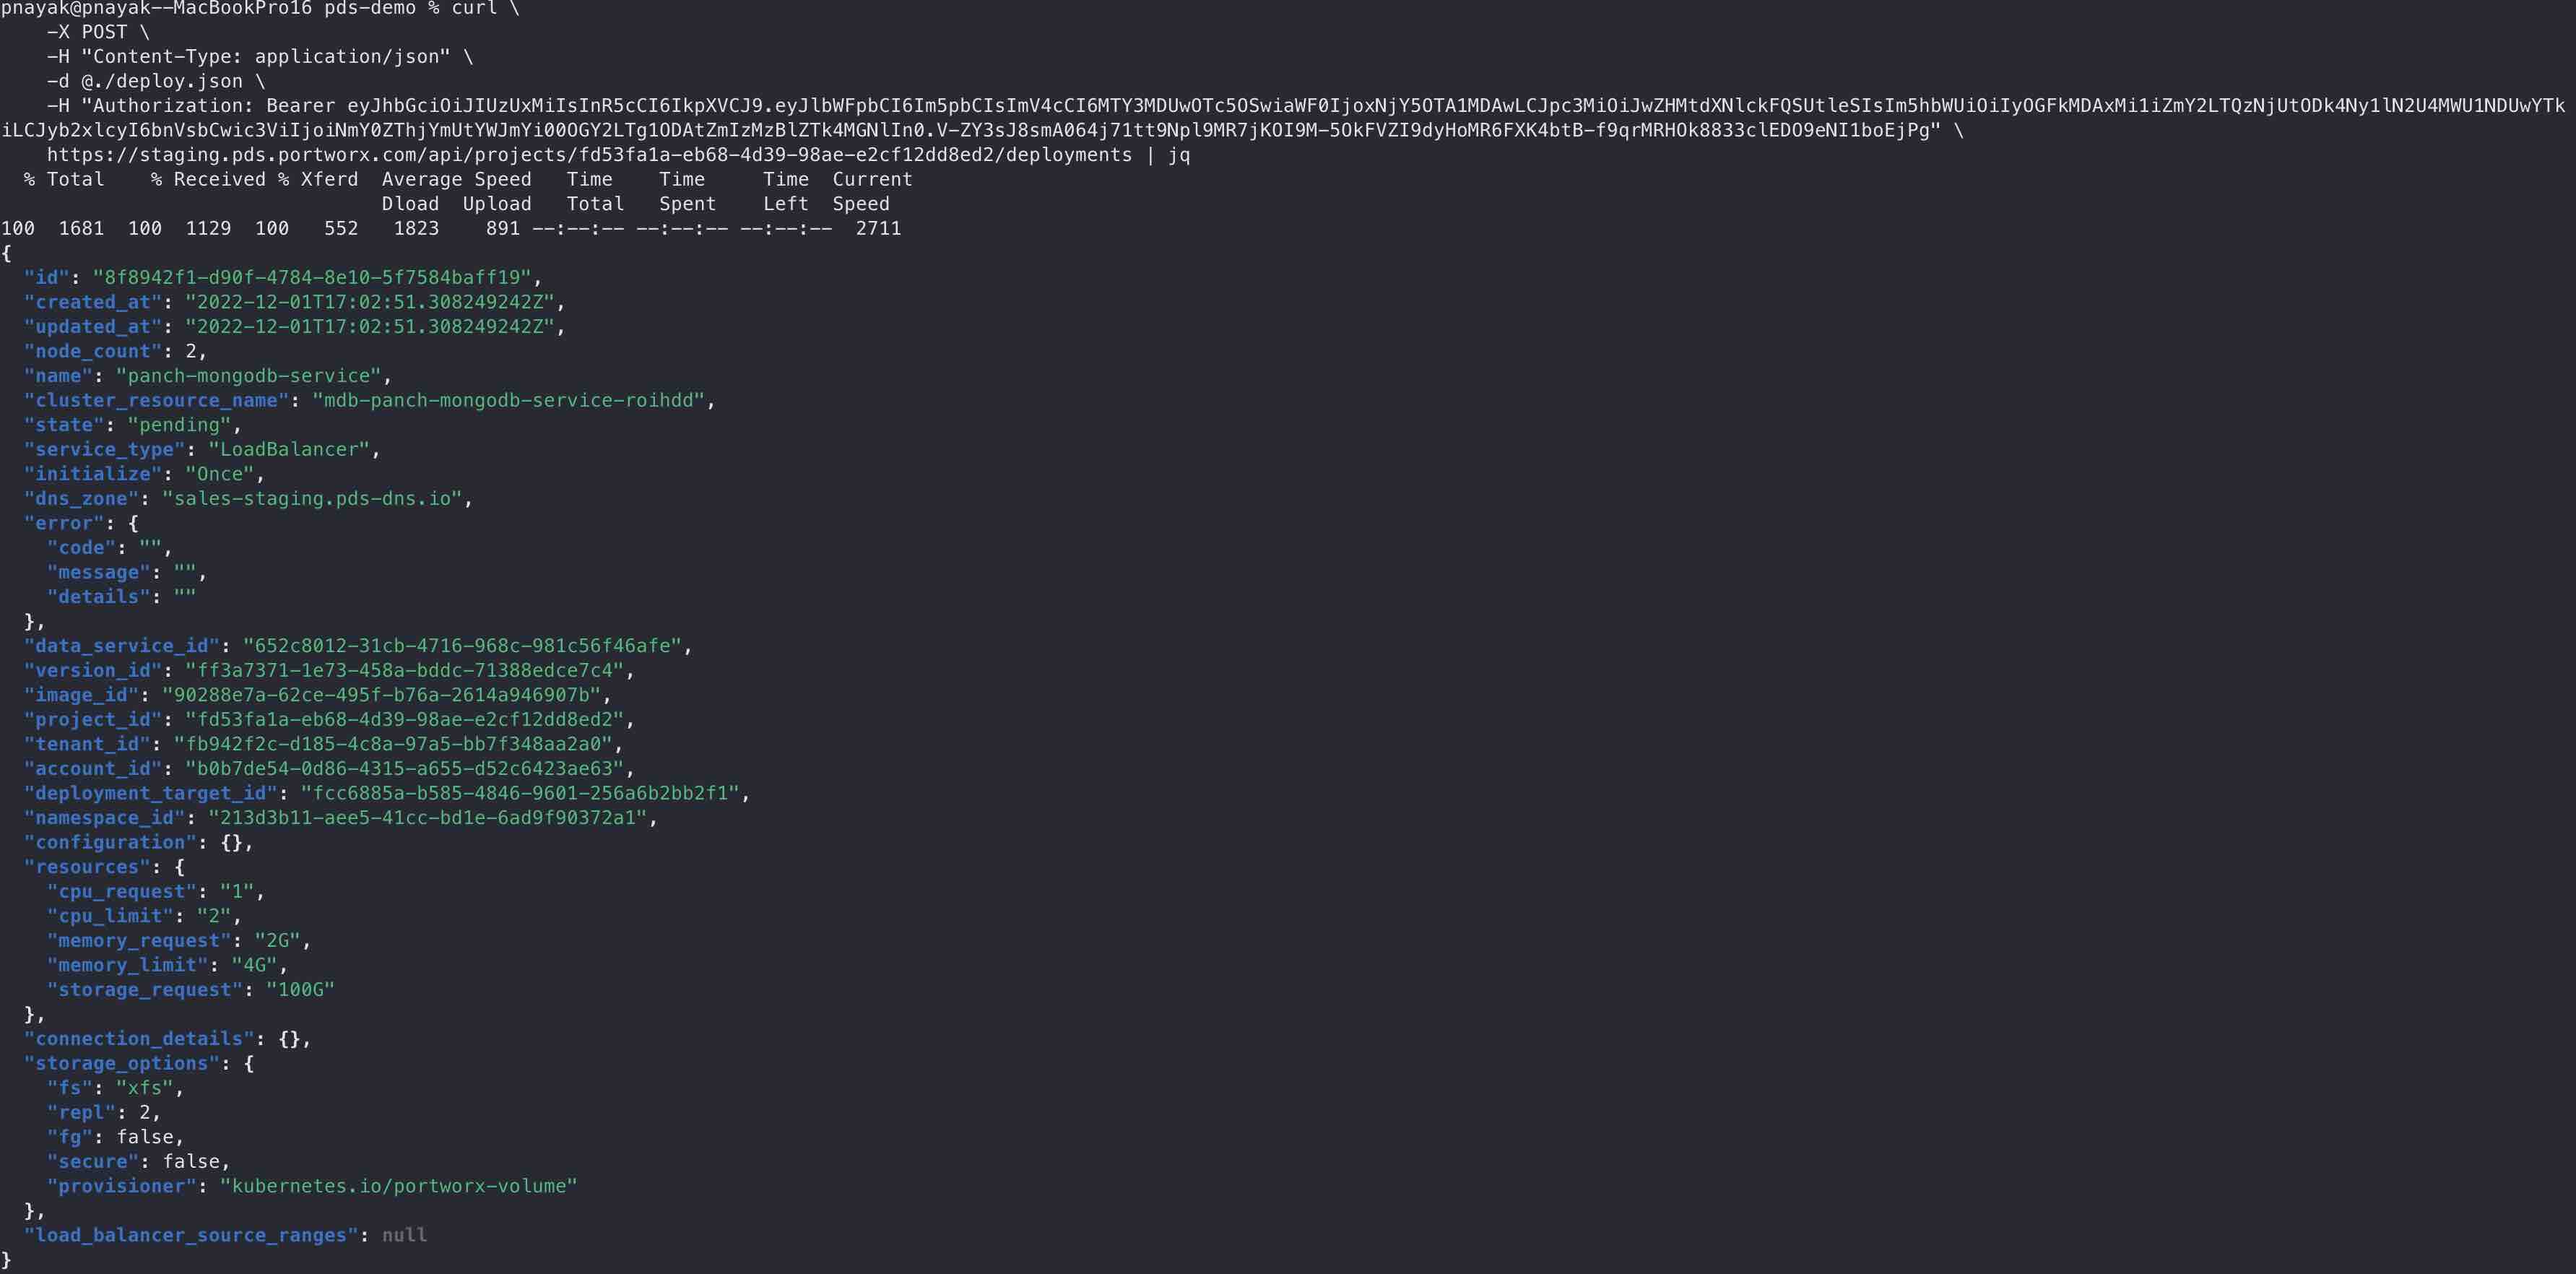 pnayak@pnayak--MacBookPro16 pds-demo % curl \
-X POST \
-H "Content-Type: application/json" \
-d @./deploy.json \
-H "Authorization: Bearer eyJhbGciOiJIUzUxMiIsInR5cCI6IkpXVCJ9.eyJlbWFpbCI6Im5pbCIsImV4cCI6MTY3MDUwOTc5OSwiaWF0IjoxNjY5OTA1MDAwLCJpc3MiOiJwZHMtdXNlckFQSUtleSIsIm5hbWUiOiIyOGFkMDAxMi1iZmY2LTQzNjUtODk4Ny1lN2U4MWU1NDUwYTk
iLCJyb2xlcyI6bnVsbCwic3ViIjoiNmY0ZThjYmUtYWJmYi00OGY2LTg1ODAtZmIzMzBlZTk4MGNlIn0.V-ZY3sJ8smA064j71tt9Npl9MR7jKOI9M-5OkFVZI9dyHoMR6FXK4btB-f9qrMRHOk8833clEDO9eNI1boEjPg" \
https://staging.pds.portworx.com/api/projects/fd53fa1a-eb68-4d39-98ae-e2cf12dd8ed2/deployments | jq
% Total % Received % Xferd Average Speed Time Time Time Current
Dload Upload Total Spent Left Speed
100 1681 100 1129 100 552 1823 891 --:--:-- --:--:-- --:--:-- 2711
{
"id": "8f8942f1-d90f-4784-8e10-5f7584baff19",
"created_at": "2022-12-01T17:02:51.308249242Z",
"updated_at": "2022-12-01T17:02:51.308249242Z",
"node_count": 2,
"name": "panch-mongodb-service",
"cluster_resource_name": "mdb-panch-mongodb-service-roihdd",
"state": "pending",
"service_type": "LoadBalancer",
"initialize": "Once",
"dns_zone": "sales-staging.pds-dns.io",
"error": {
"code": "",
"message": "",
"details": ""
},
"data_service_id": "652c8012-31cb-4716-968c-981c56f46afe",
"version_id": "ff3a7371-1e73-458a-bddc-71388edce7c4",
"image_id": "90288e7a-62ce-495f-b76a-2614a946907b",
"project_id": "fd53fa1a-eb68-4d39-98ae-e2cf12dd8ed2",
"tenant_id": "fb942f2c-d185-4c8a-97a5-bb7f348aa2a0",
"account_id": "b0b7de54-0d86-4315-a655-d52c6423ae63",
"deployment_target_id": "fcc6885a-b585-4846-9601-256a6b2bb2f1",
"namespace_id": "213d3b11-aee5-41cc-bd1e-6ad9f90372a1",
"configuration": {},
"resources": {
"cpu_request": "1",
"cpu_limit": "2",
"memory_request": "2G",
"memory_limit": "4G",
"storage_request": "100G"
},
"connection_details": {},
"storage_options": {
"fs": "xfs",
"repl": 2,
"fg": false,
"secure": false,
"provisioner": "kubernetes.io/portworx-volume"
},
"load_balancer_source_ranges": null
}